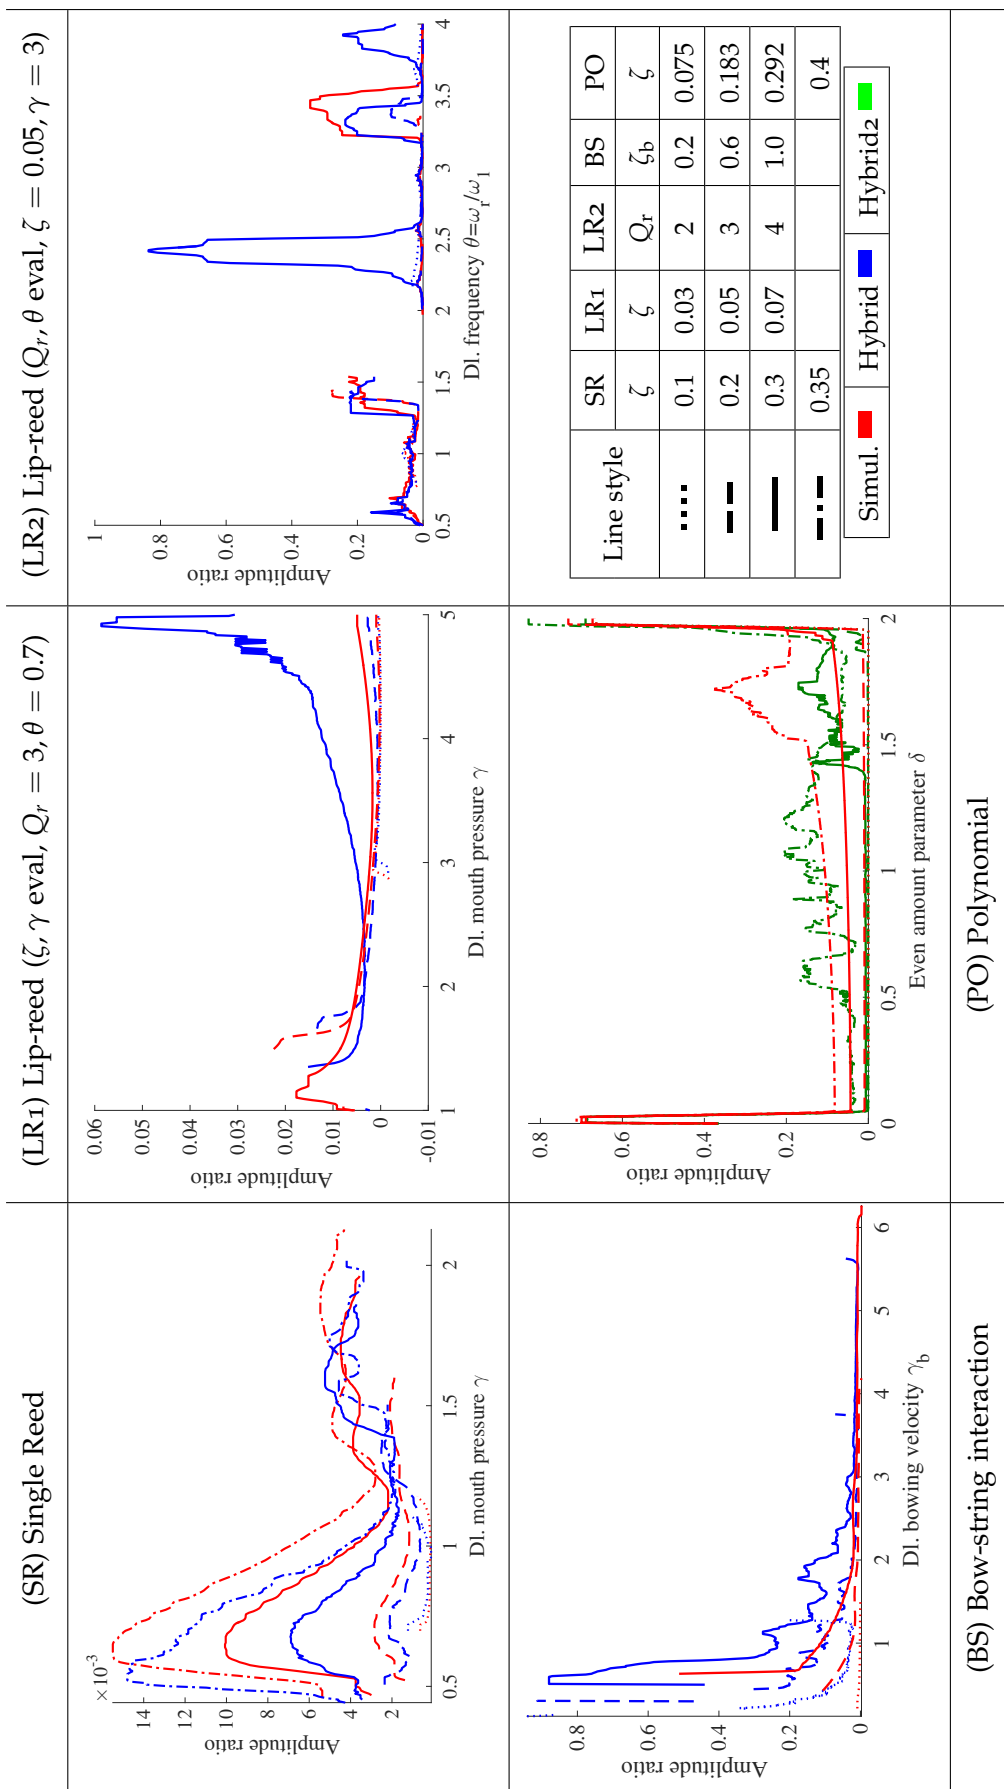 (SR) Single Reed
(LR1) Lip-reed (ζ, γ eval, Q_r = 3, θ = 0.7)
(LR2) Lip-reed (Q_r, θ eval, ζ = 0.05, γ = 3)
×10^-3
Amplitude ratio
14
10
8
6
4
2
0.5
1
1.5
2
Dl. mouth pressure γ
Amplitude ratio
0.06
0.05
0.04
0.03
0.02
0.01
0
-0.01
1
2
3
4
5
Dl. mouth pressure γ
Amplitude ratio
1
0.8
0.6
0.4
0.2
0
0.5
1
1.5
2
2.5
3
3.5
4
Dl. frequency θ=ω_r/ω_1
Amplitude ratio
0.8
0.6
0.4
0.2
0
1
2
3
4
5
6
Dl. bowing velocity γ_b
Amplitude ratio
0.8
0.6
0.4
0.2
0
0
0.5
1
1.5
2
Even amount parameter δ
Line style SR LR1 LR2 BS PO
ζ ζ Q_r ζ_b ζ
0.1 0.03 2 0.2 0.075
0.2 0.05 3 0.6 0.183
0.3 0.07 4 1.0 0.292
0.35 0.4
Simul. Hybrid Hybrid2
(BS) Bow-string interaction
(PO) Polynomial